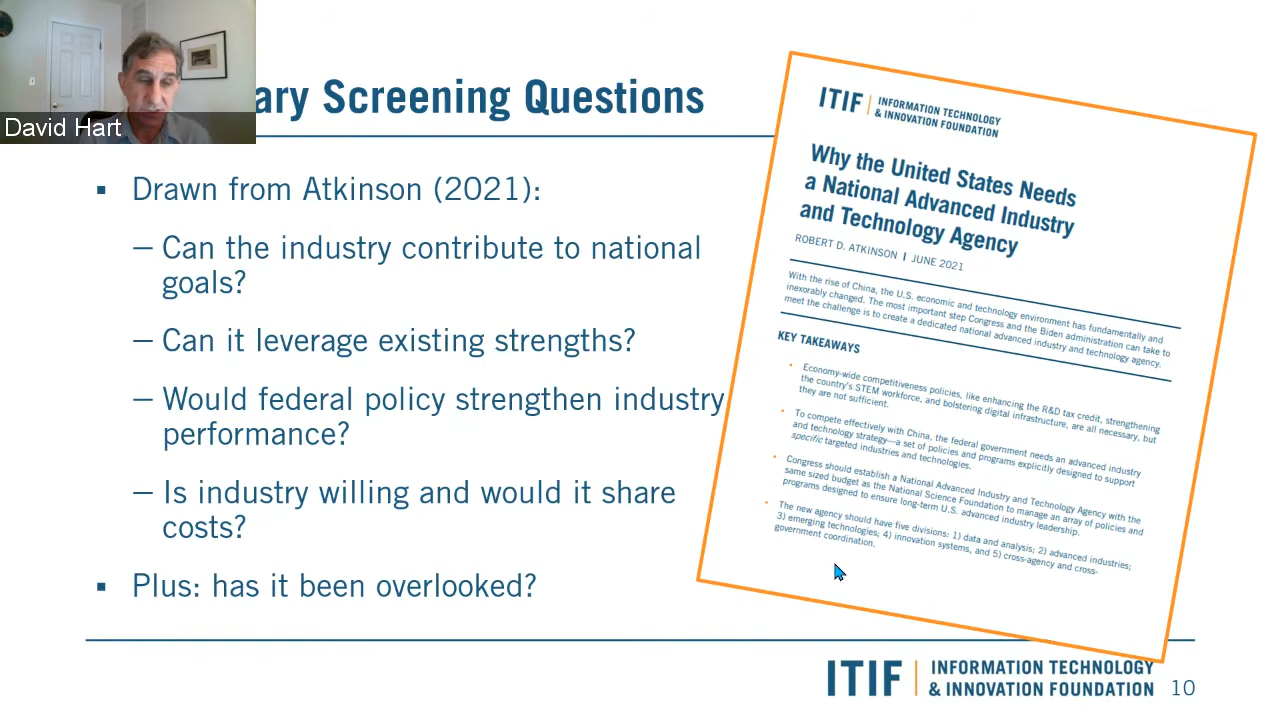 David Hart
ary Screening Questions
▪ Drawn from Atkinson (2021):
– Can the industry contribute to national
goals?
– Can it leverage existing strengths?
– Would federal policy strengthen industry
performance?
– Is industry willing and would it share
costs?
▪ Plus: has it been overlooked?
ITIF | INFORMATION TECHNOLOGY
& INNOVATION FOUNDATION
Why the United States Needs
a National Advanced Industry
and Technology Agency
ROBERT D. ATKINSON | JUNE 2021
With the rise of China, the U.S. economic and technology environment has fundamentally and
inexorably changed. The most important step Congress and the Biden administration can take to
meet the challenge is to create a dedicated national advanced industry and technology agency.
KEY TAKEAWAYS
• Economy-wide competitiveness policies, like enhancing the R&D tax credit, strengthening
the country's STEM workforce, and bolstering digital infrastructure, are all necessary, but
they are not sufficient.
• To compete effectively with China, the federal government needs an advanced industry
and technology strategy—a set of policies and programs explicitly designed to support
specific targeted industries and technologies.
• Congress should establish a National Advanced Industry and Technology Agency with the
same sized budget as the National Science Foundation to manage an array of policies and
programs designed to ensure long-term U.S. advanced industry leadership.
• The new agency should have five divisions: 1) data and analysis; 2) advanced industries;
3) emerging technologies; 4) innovation systems, and 5) cross-agency and cross-
government coordination.
ITIF | INFORMATION TECHNOLOGY
& INNOVATION FOUNDATION
10